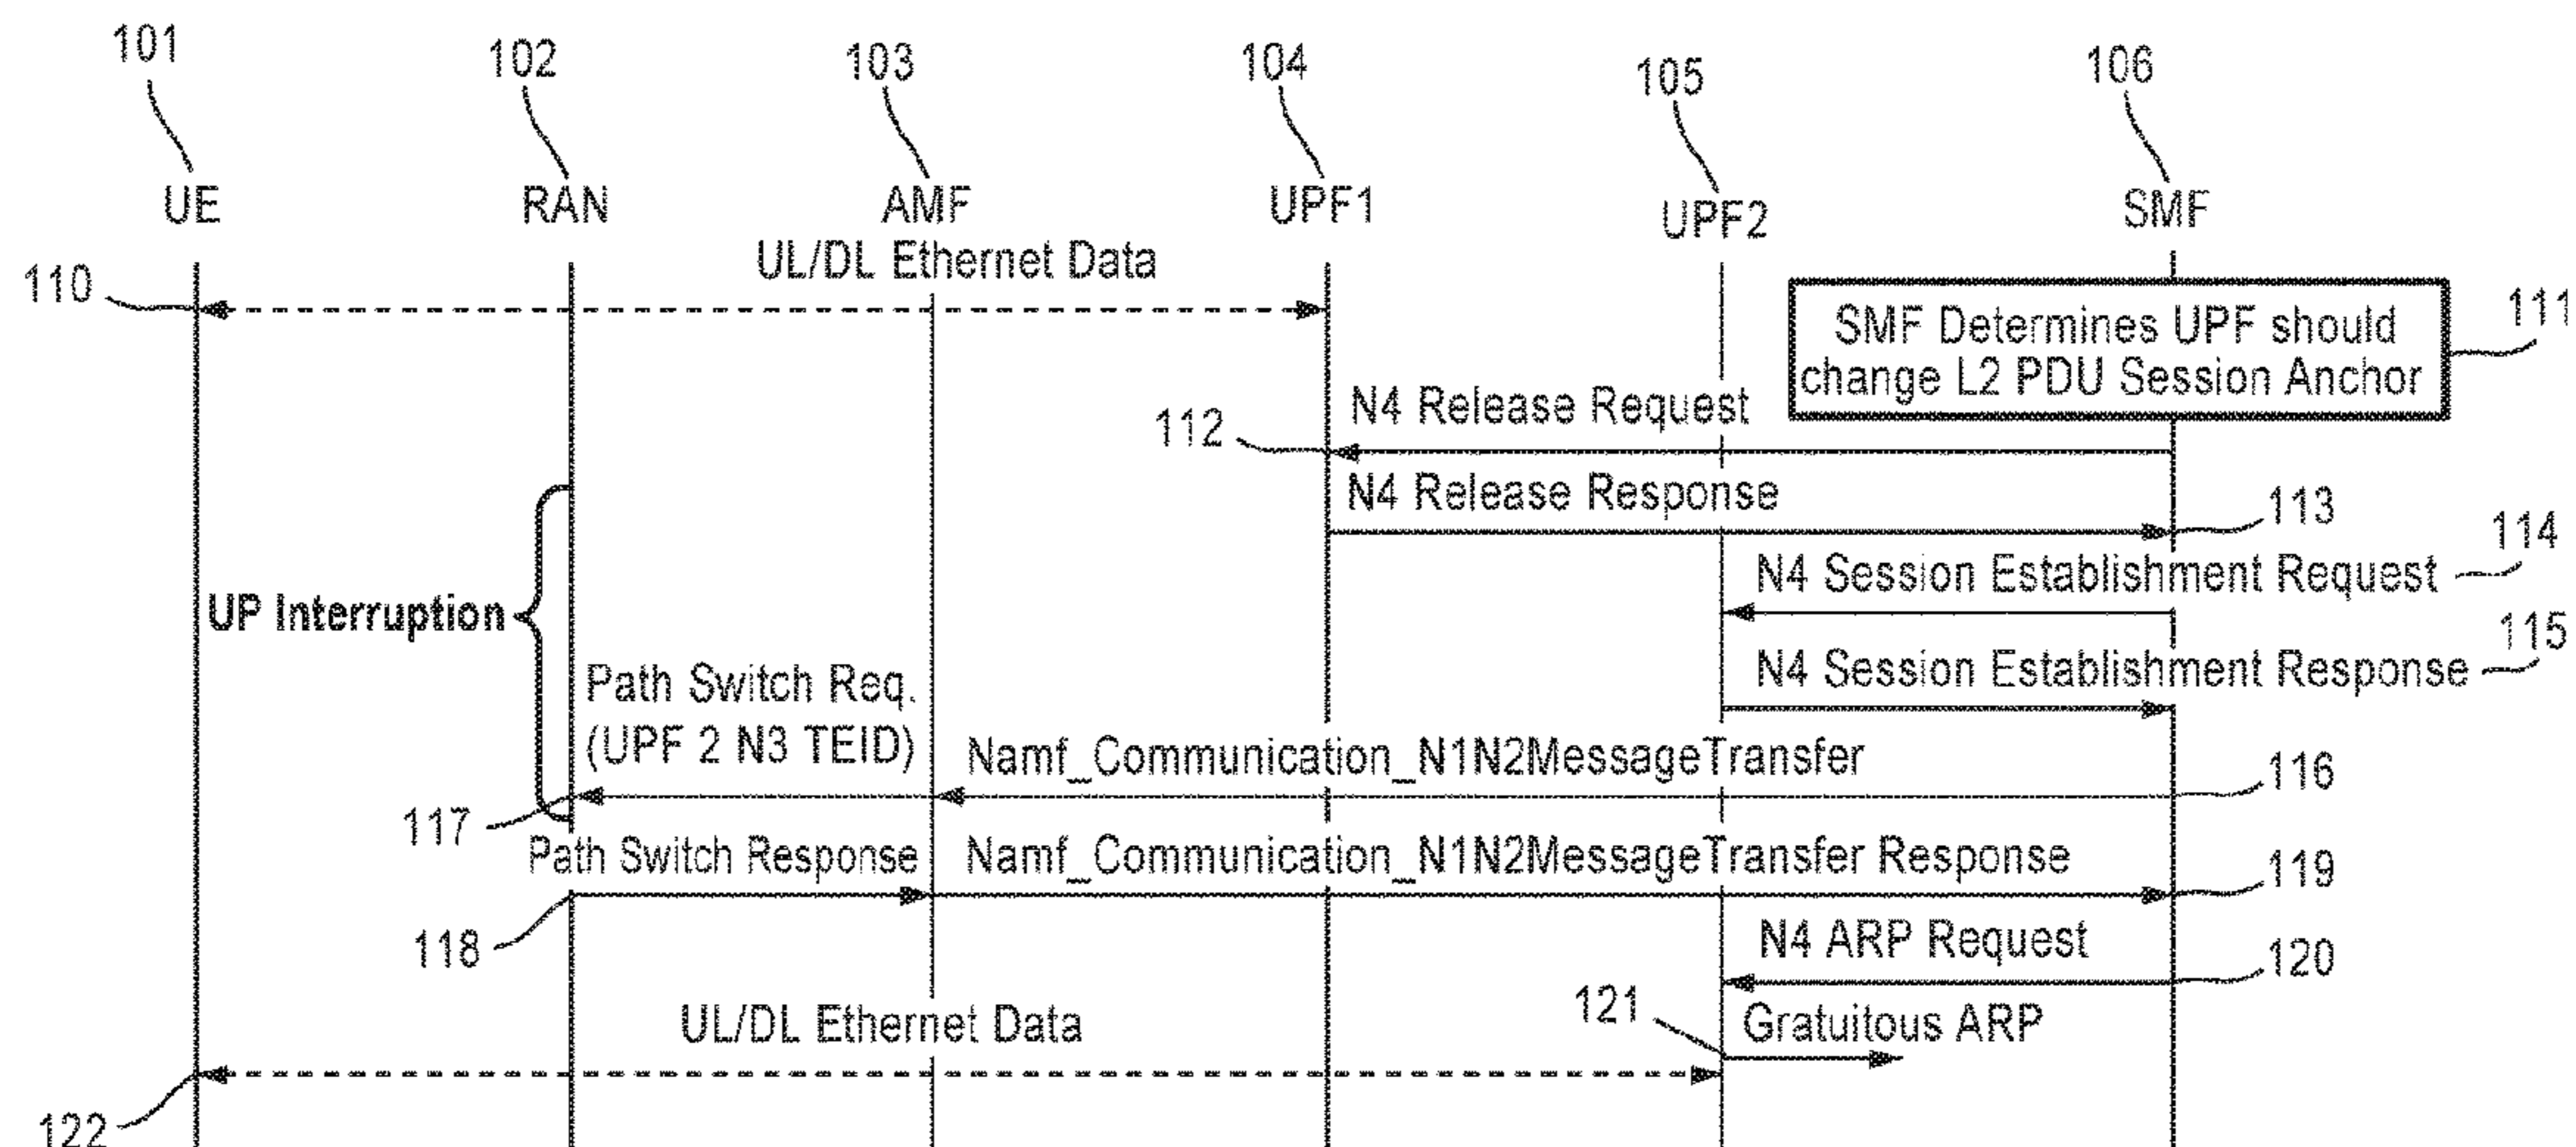 101
102
103
104
105
106
UE
RAN
AMF
UPF1
UPF2
SMF
UL/DL Ethernet Data
110
SMF Determines UPF should
change L2 PDU Session Anchor
111
N4 Release Request
112
N4 Release Response
113
114
N4 Session Establishment Request
UP Interruption
115
N4 Session Establishment Response
Path Switch Req.
(UPF 2 N3 TEID)
Namf_Communication_N1N2MessageTransfer
116
117
Path Switch Response
Namf_Communication_N1N2MessageTransfer Response
119
118
N4 ARP Request
120
121
Gratuitous ARP
UL/DL Ethernet Data
122